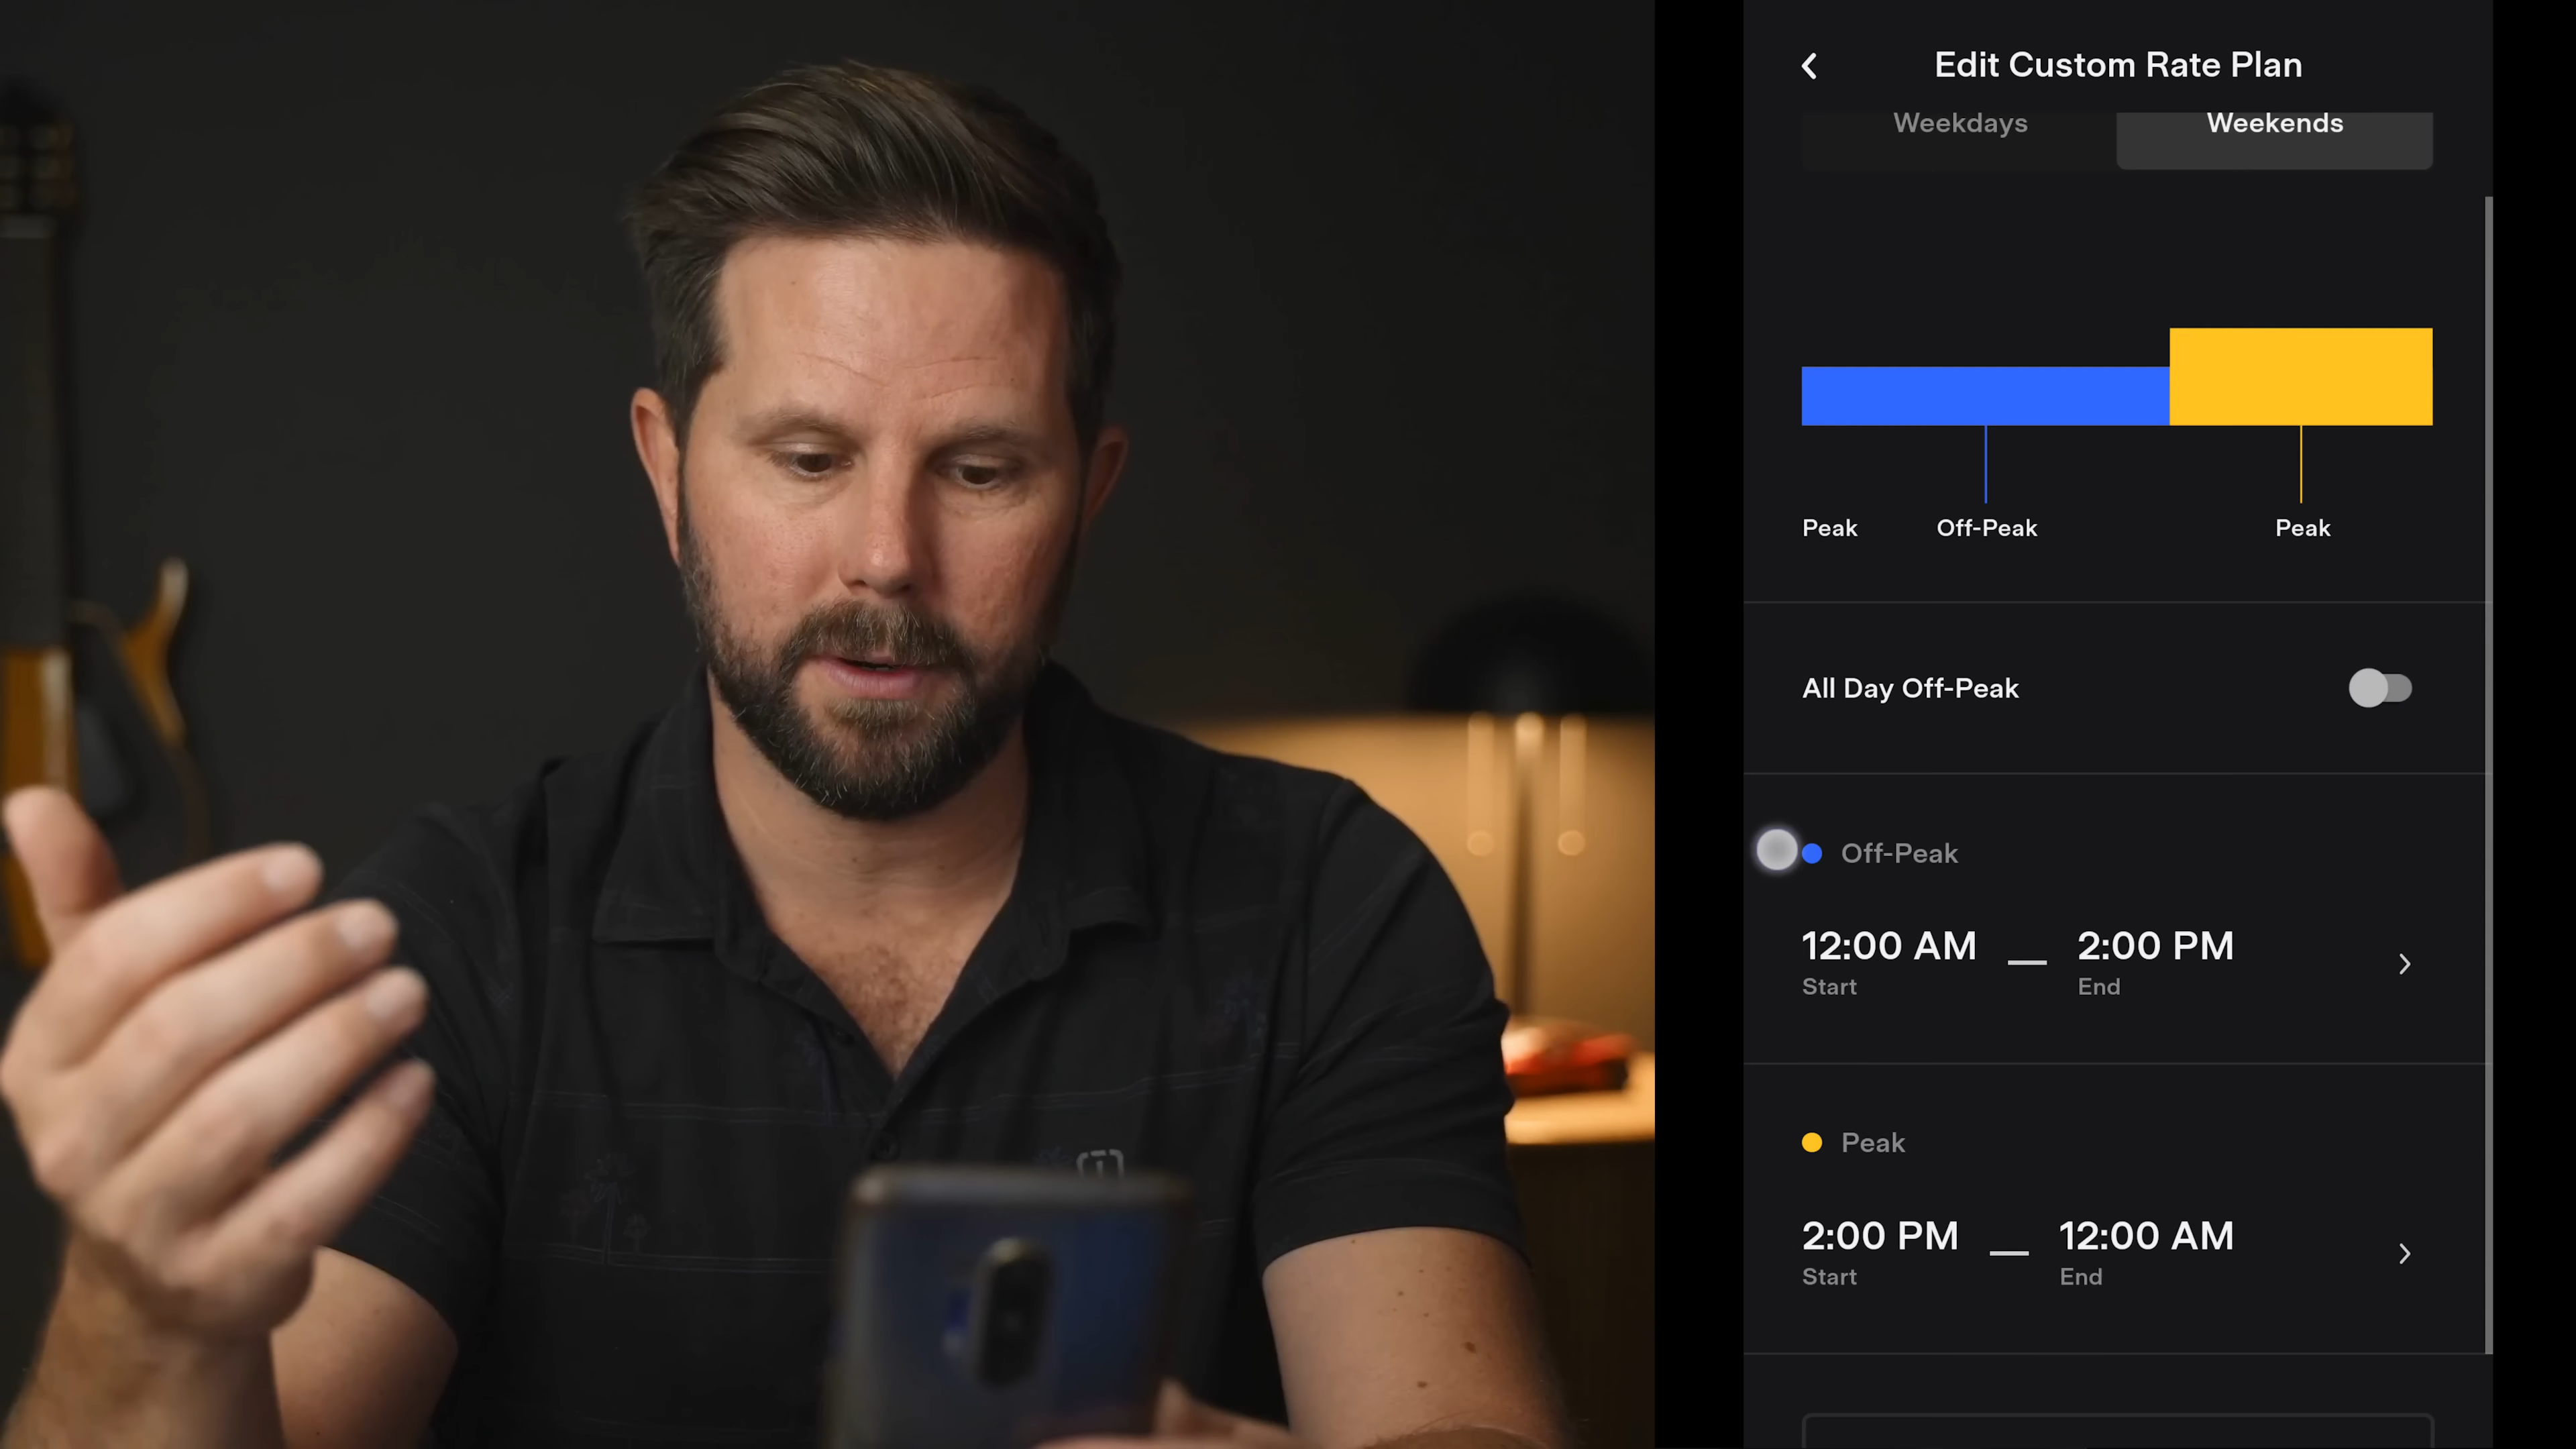 Edit Custom Rate Plan
Weekdays Weekends
Peak Off-Peak Peak
All Day Off-Peak
Off-Peak
12:00 AM — 2:00 PM
Start End
Peak
2:00 PM — 12:00 AM
Start End